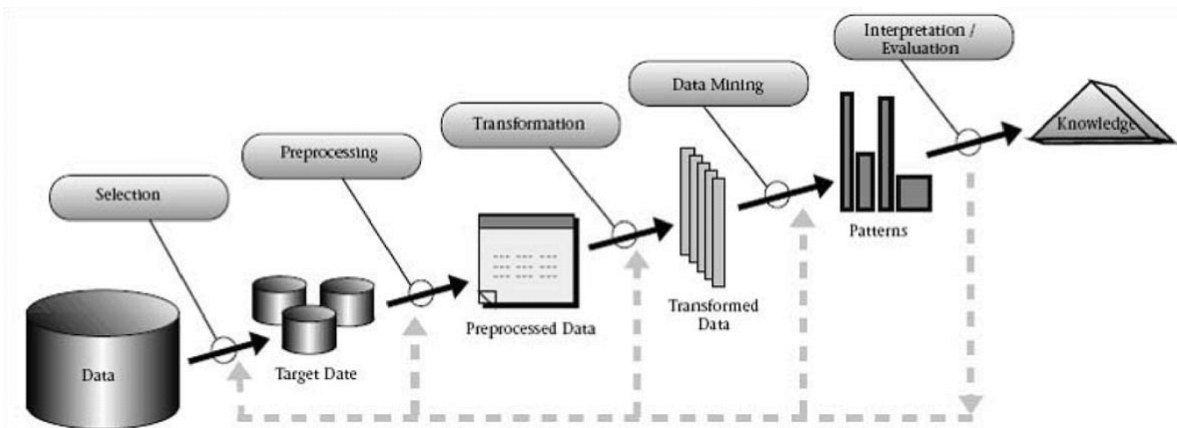 Interpretation /
Evaluation
Data Mining
Transformation
Preprocessing
Selection
Knowledge
Patterns
Transformed
Data
Preprocessed Data
Target Date
Data